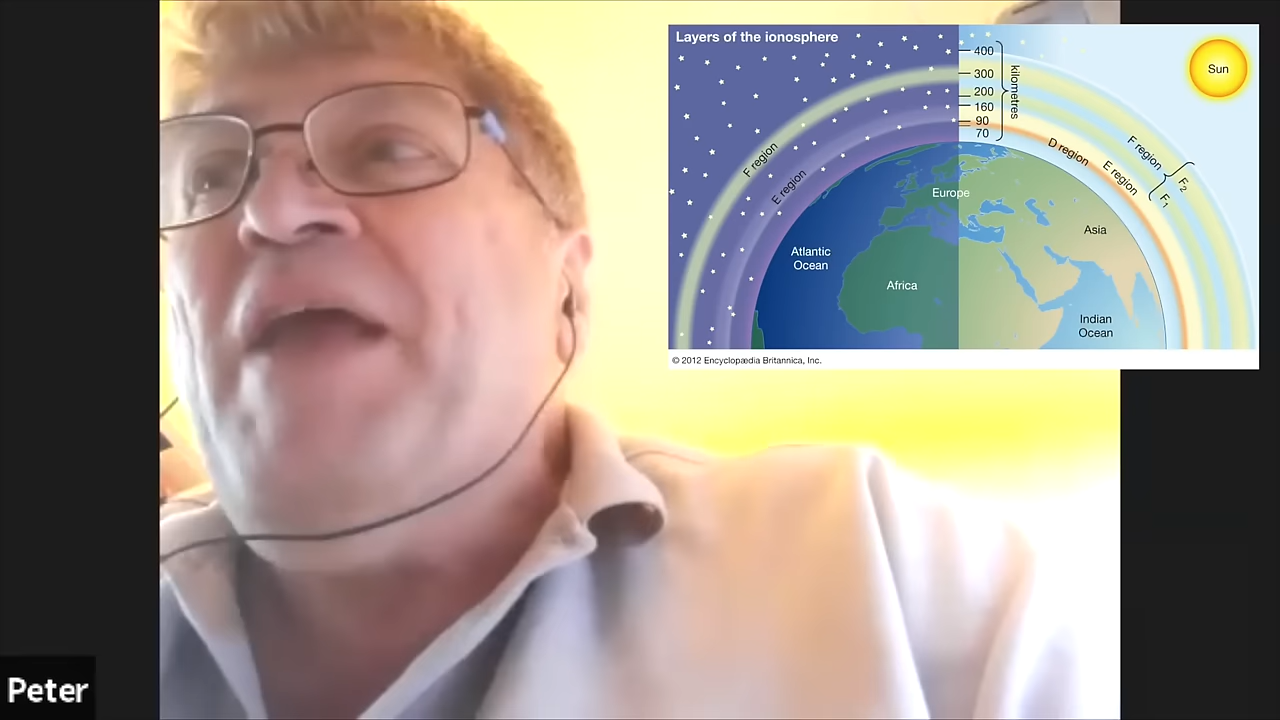 Layers of the ionosphere
400
300
200
160
90
70
kilometres
Sun
F region
E region
D region
E region
F region
F₂
F₁
Europe
Asia
Atlantic
Ocean
Africa
Indian
Ocean
© 2012 Encyclopædia Britannica, Inc.
Peter